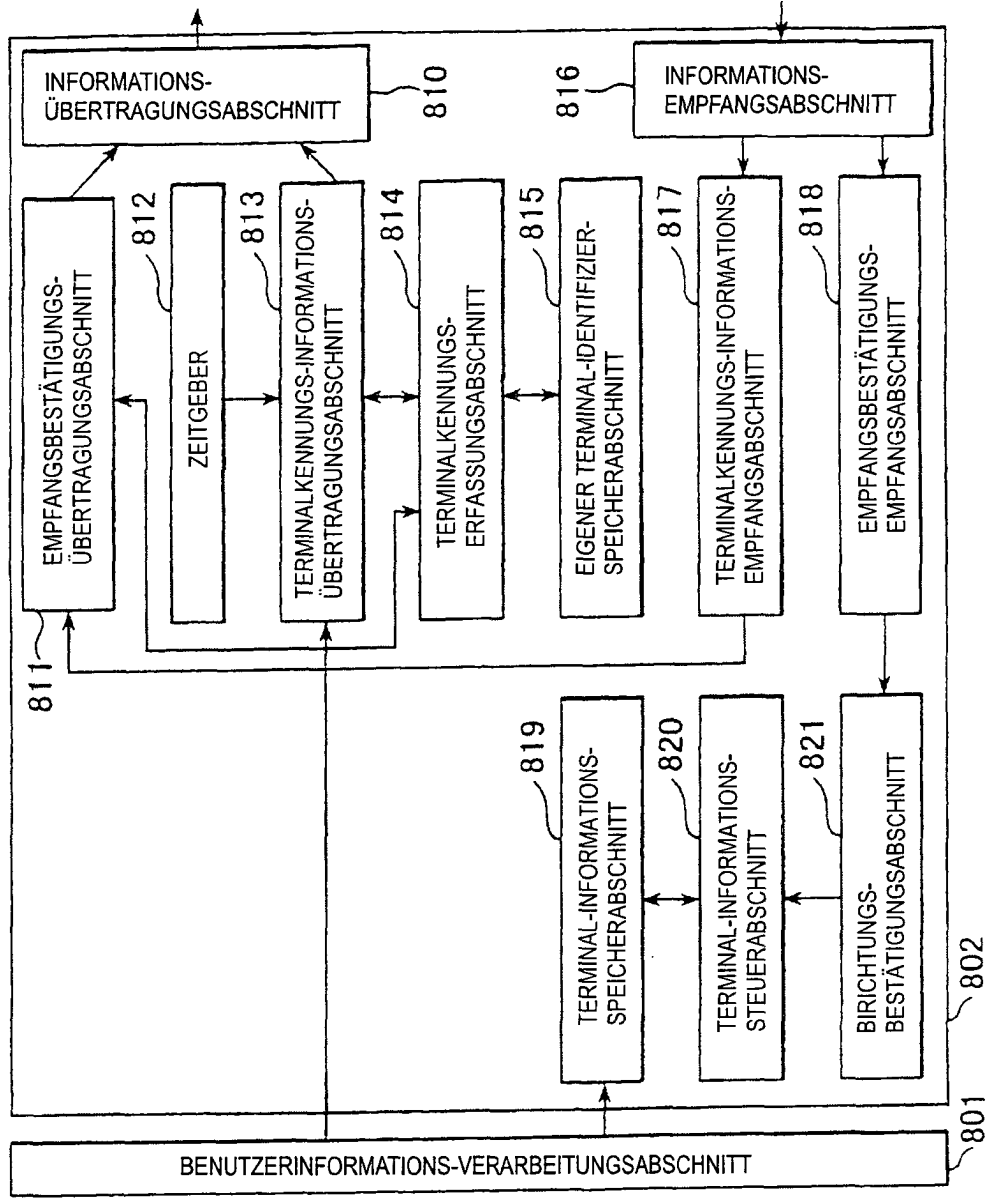 INFORMATIONS-
ÜBERTRAGUNGSABSCHNITT
810
816
INFORMATIONS-
EMPFANGSABSCHNITT
EMPFANGSBESTÄTIGUNGS-
ÜBERTRAGUNGSABSCHNITT
811
812
ZEITGEBER
813
TERMINALKENNUNGS-INFORMATIONS-
ÜBERTRAGUNGSABSCHNITT
814
TERMINALKENNUNGS-
ERFASSUNGSABSCHNITT
815
EIGENER TERMINAL-IDENTIFIZIER-
SPEICHERABSCHNITT
817
TERMINALKENNUNGS-INFORMATIONS-
EMPFANGSABSCHNITT
818
EMPFANGSBESTÄTIGUNGS-
EMPFANGSABSCHNITT
819
TERMINAL-INFORMATIONS-
SPEICHERABSCHNITT
820
TERMINAL-INFORMATIONS-
STEUERABSCHNITT
821
BIRICHTUNGS-
BESTÄTIGUNGSABSCHNITT
802
BENUTZERINFORMATIONS-VERARBEITUNGSABSCHNITT
801